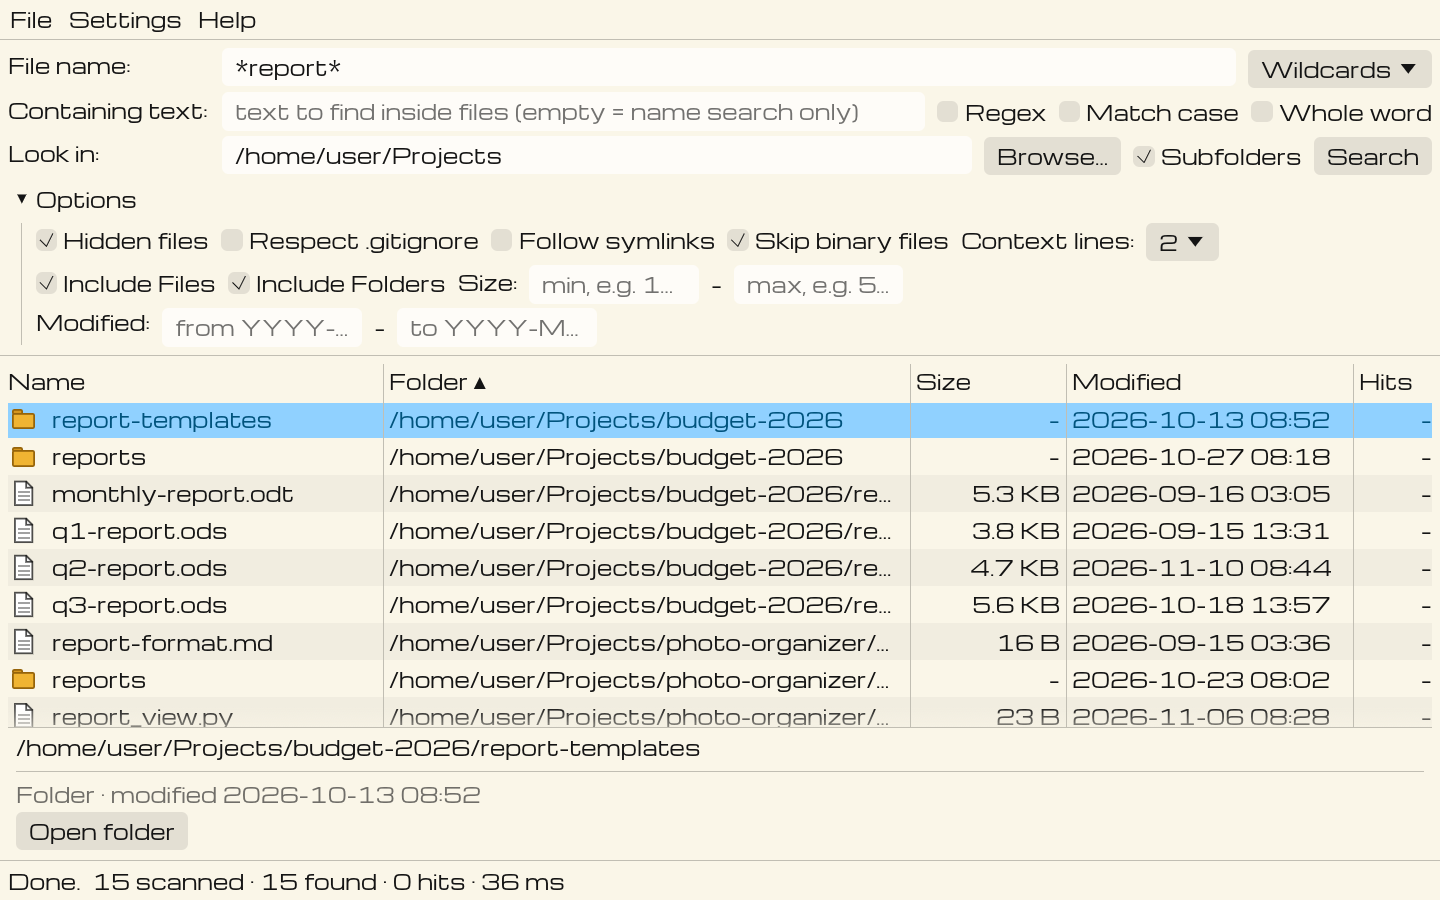 File Settings Help
File name: *report* Wildcards ▼
Containing text: text to find inside files (empty = name search only) Regex Match case Whole word
Look in: /home/user/Projects Browse... Subfolders Search
▼ Options
Hidden files Respect .gitignore Follow symlinks Skip binary files Context lines: 2 ▼
Include Files Include Folders Size: min, e.g. 1... - max, e.g. 5...
Modified: from YYYY-... - to YYYY-M...
Name Folder ▲ Size Modified Hits
report-templates /home/user/Projects/budget-2026 - 2026-10-13 08:52 -
reports /home/user/Projects/budget-2026 - 2026-10-27 08:18 -
monthly-report.odt /home/user/Projects/budget-2026/re... 5.3 KB 2026-09-16 03:05 -
q1-report.ods /home/user/Projects/budget-2026/re... 3.8 KB 2026-09-15 13:31 -
q2-report.ods /home/user/Projects/budget-2026/re... 4.7 KB 2026-11-10 08:44 -
q3-report.ods /home/user/Projects/budget-2026/re... 5.6 KB 2026-10-18 13:57 -
report-format.md /home/user/Projects/photo-organizer/... 16 B 2026-09-15 03:36 -
reports /home/user/Projects/photo-organizer/... - 2026-10-23 08:02 -
report_view.py /home/user/Projects/photo-organizer/... 23 B 2026-11-06 08:28 -
/home/user/Projects/budget-2026/report-templates
Folder · modified 2026-10-13 08:52
Open folder
Done. 15 scanned · 15 found · 0 hits · 36 ms